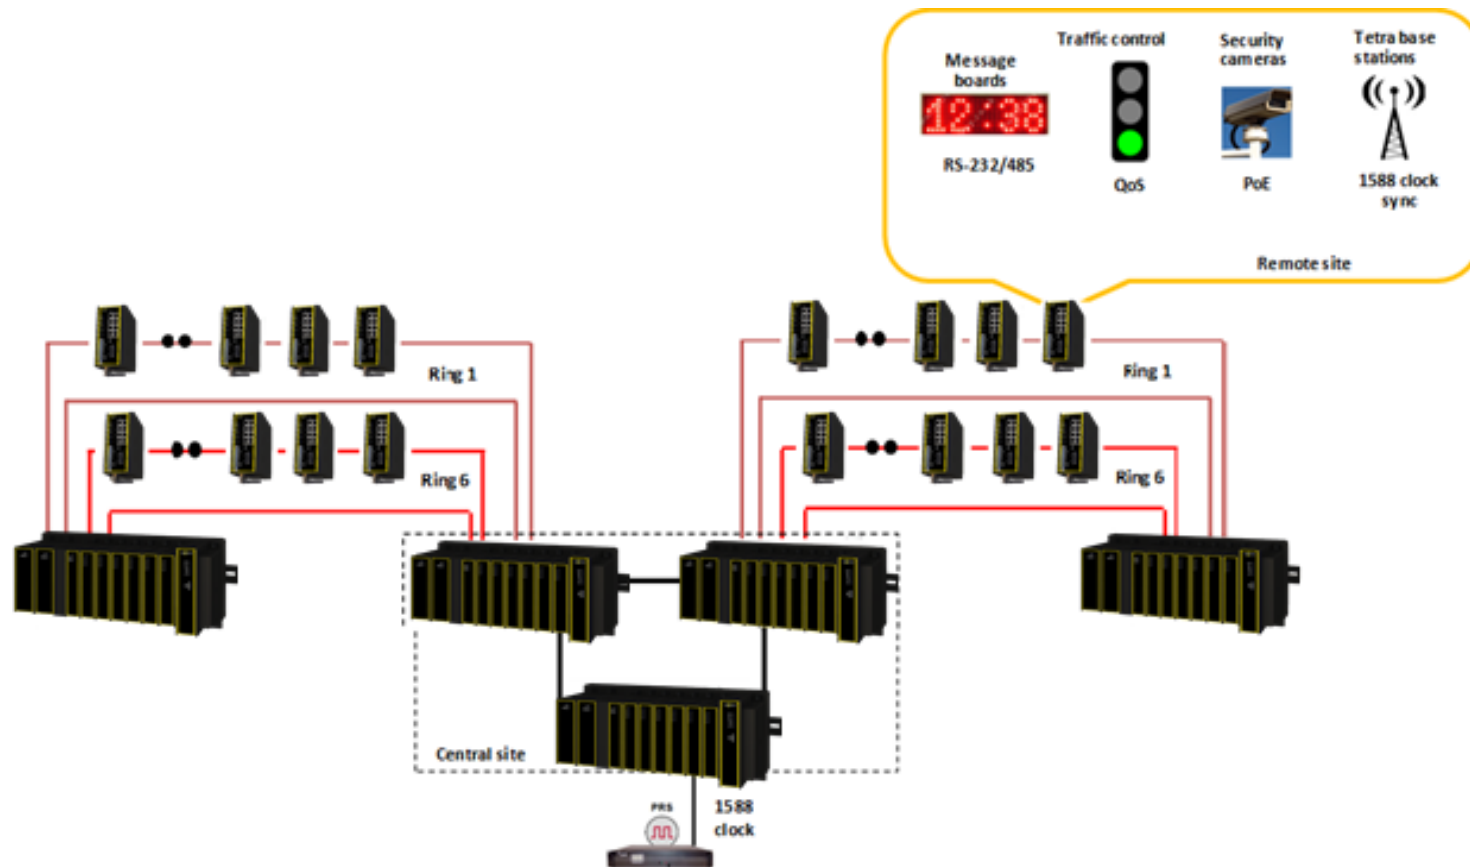 Traffic control
Security
cameras
Tetra base
stations
Message
boards
12:38
RS-232/485
QoS
PoE
1588 clock
sync
Remote site
Ring 1
Ring 1
Ring 6
Ring 6
Central site
PRS
1588
clock